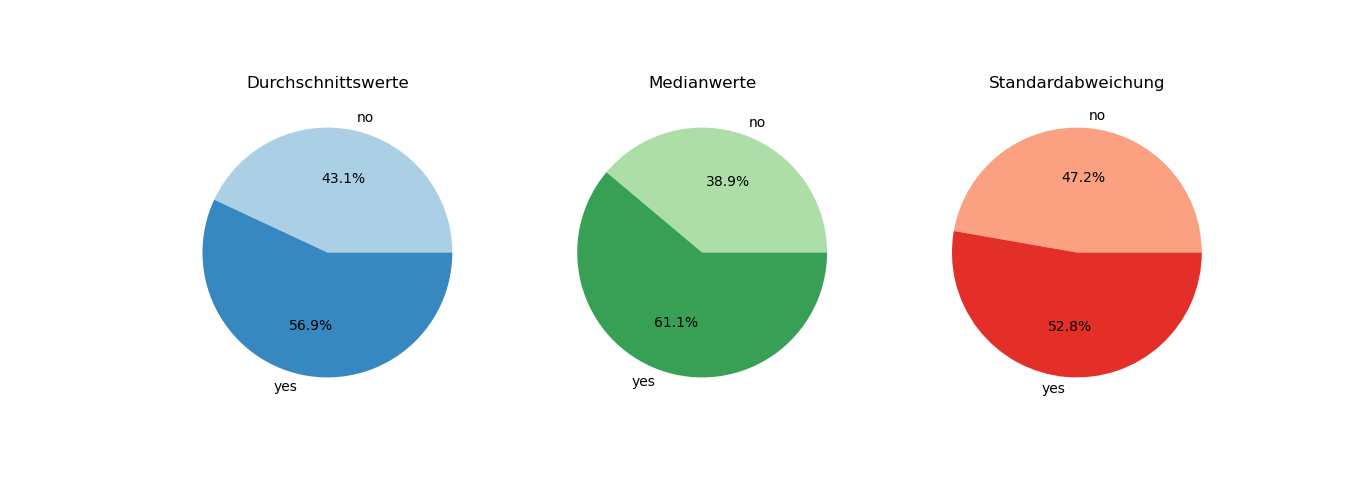 Durchschnittswerte
no
43.1%
56.9%
yes
Medianwerte
no
38.9%
61.1%
yes
Standardabweichung
no
47.2%
52.8%
yes